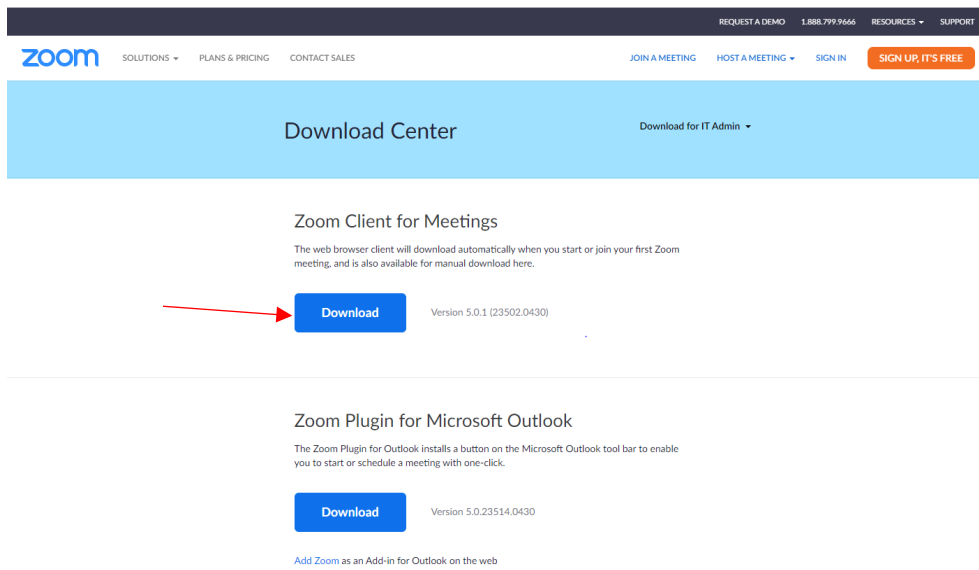 REQUEST A DEMO 1.888.799.9666 RESOURCES SUPPORT
zoom SOLUTIONS PLANS & PRICING CONTACT SALES JOIN A MEETING HOST A MEETING SIGN IN SIGN UP, IT'S FREE
Download Center Download for IT Admin
Zoom Client for Meetings
The web browser client will download automatically when you start or join your first Zoom
meeting, and is also available for manual download here.
Download Version 5.0.1 (23502.0430)
Zoom Plugin for Microsoft Outlook
The Zoom Plugin for Outlook installs a button on the Microsoft Outlook tool bar to enable
you to start or schedule a meeting with one-click.
Download Version 5.0.23514.0430
Add Zoom as an Add-in for Outlook on the web